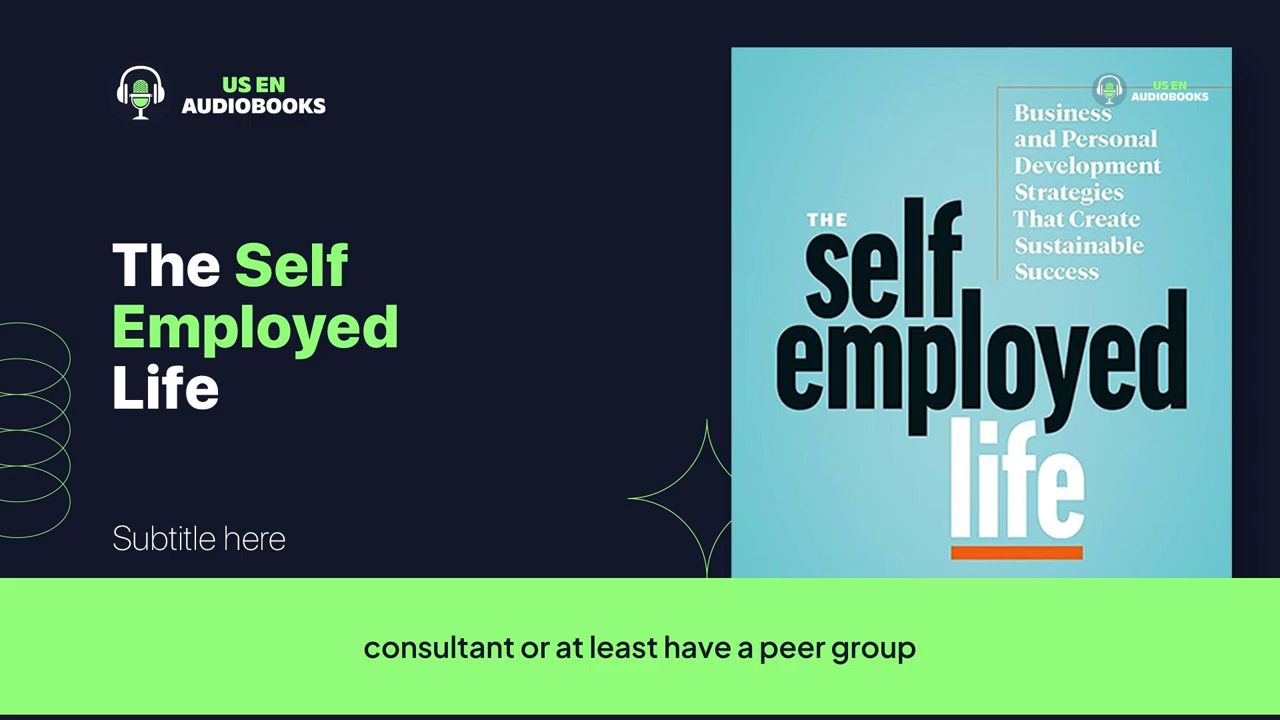 US EN
AUDIOBOOKS
The Self
Employed
Life
Subtitle here
US EN
AUDIOBOOKS
Business
and Personal
Development
Strategies
That Create
Sustainable
Success
THE
self
employed
life
consultant or at least have a peer group